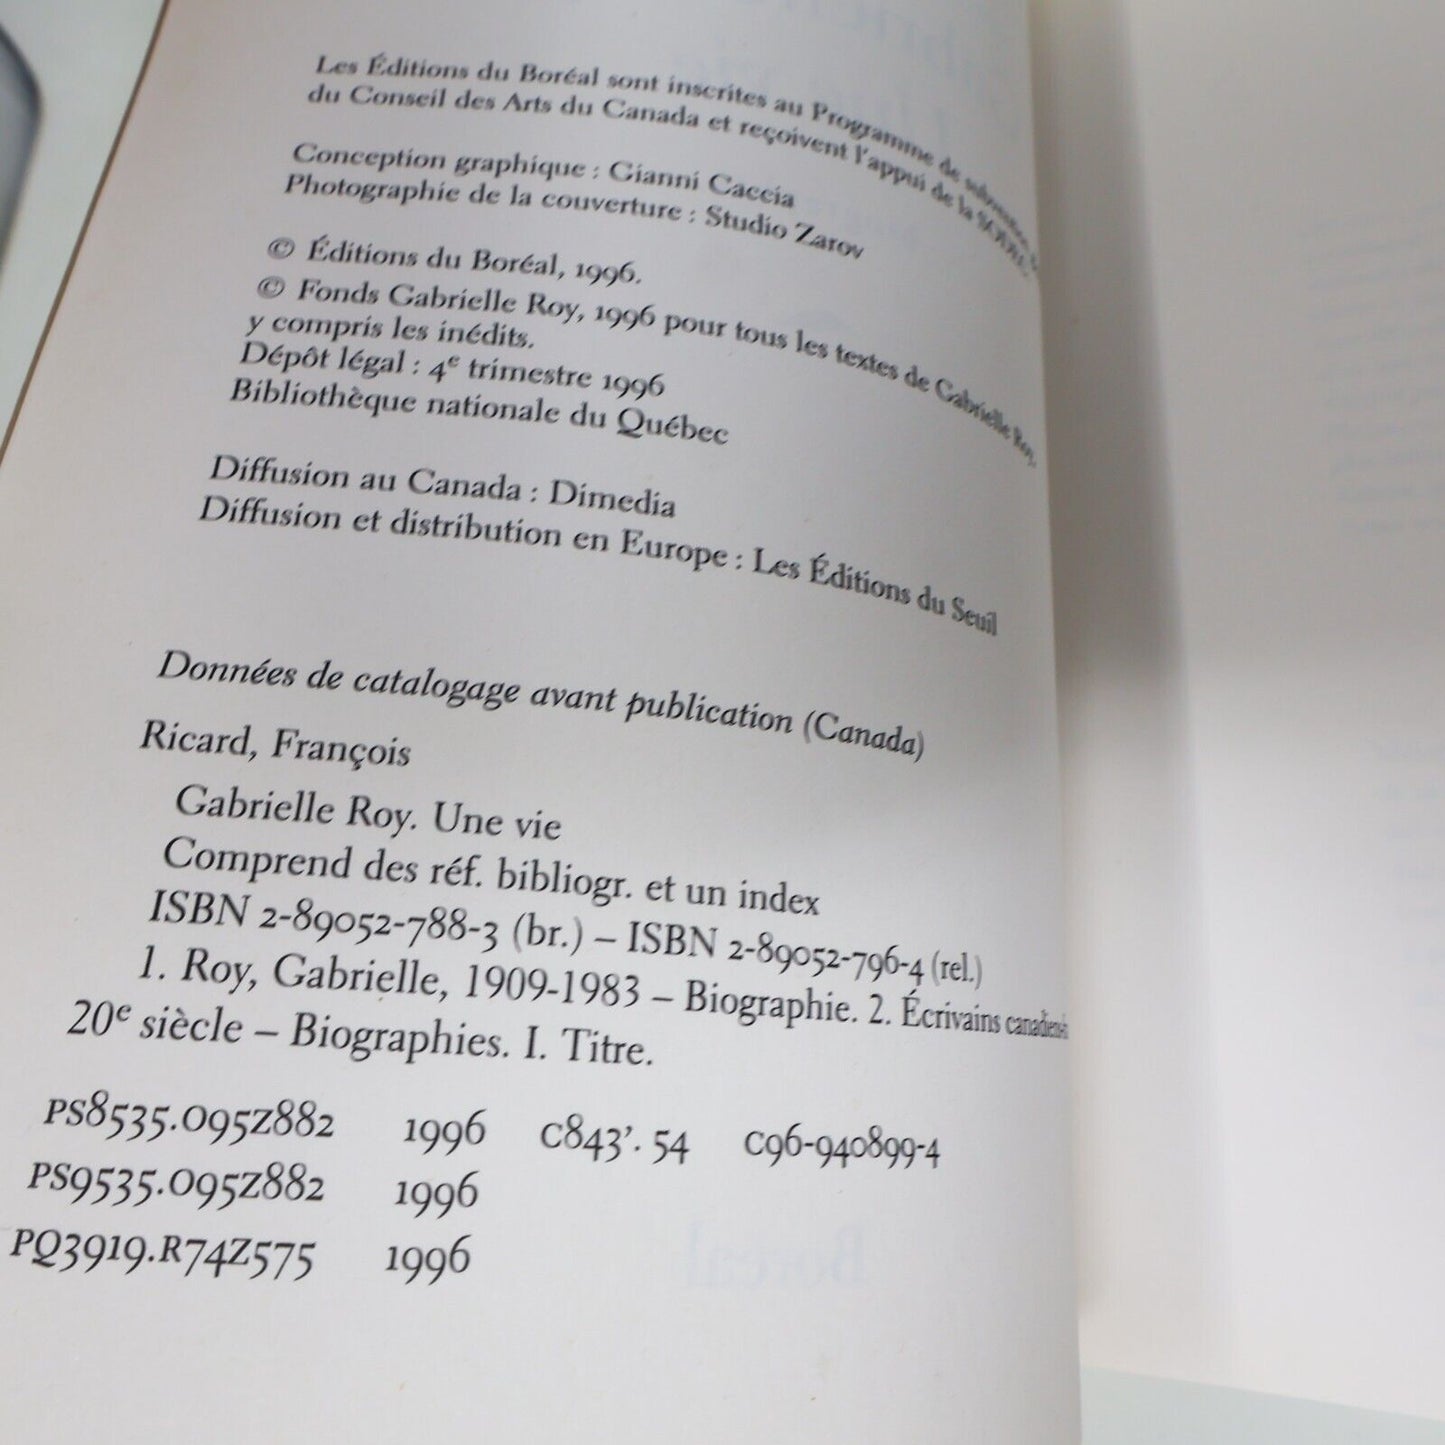 Les Éditions du Boréal sont inscrites au Programme de subvention
du Conseil des Arts du Canada et reçoivent l'appui de la SODEC.
Conception graphique : Gianni Caccia
Photographie de la couverture : Studio Zarov
© Éditions du Boréal, 1996.
© Fonds Gabrielle Roy, 1996 pour tous les textes de Gabrielle Roy,
y compris les inédits.
Dépôt légal : 4e trimestre 1996
Bibliothèque nationale du Québec
Diffusion au Canada : Dimedia
Diffusion et distribution en Europe : Les Éditions du Seuil
Données de catalogage avant publication (Canada)
Ricard, François
Gabrielle Roy. Une vie
Comprend des réf. bibliogr. et un index
ISBN 2-89052-788-3 (br.) – ISBN 2-89052-796-4 (rel.)
1. Roy, Gabrielle, 1909-1983 – Biographie. 2. Écrivains canadiens-
20e siècle – Biographies. I. Titre.
PS8535.O95Z882 1996 C843'. 54 C96-940899-4
PS9535.O95Z882 1996
PQ3919.R74Z575 1996
Boréal